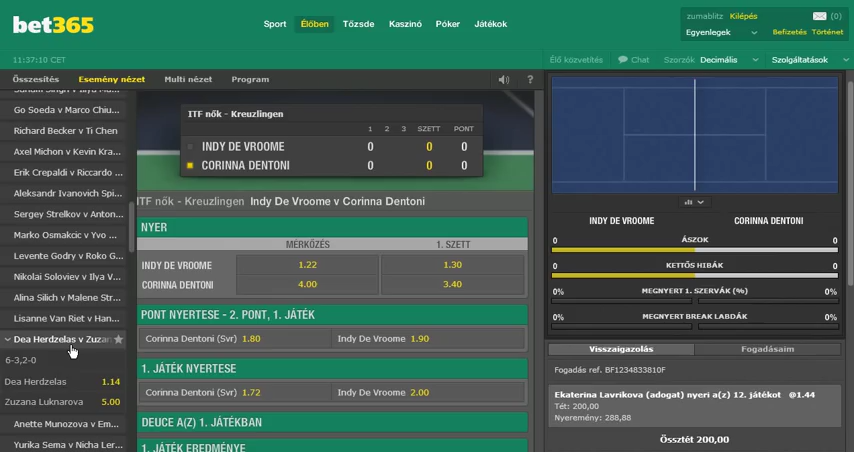 bet365
Sport Élőben Tőzsde Kaszinó Póker Játékok
zumablitz Kilépés (0)
Egyenlegek Befizetés Történet
11:37:10 CET
Élő közvetítés Chat Szorzók Decimális Szolgáltatások
Összesítés Esemény nézet Multi nézet Program ?
Go Soeda v Marco Chiu...
Richard Becker v Ti Chen
Axel Michon v Kevin Kra...
Erik Crepaldi v Riccardo ...
Aleksandr Ivanovich Spi...
Sergey Strelkov v Anton...
Marko Osmakcic v Yvo ...
Levente Godry v Roko G...
Nikolai Soloviev v Ilya V...
Alina Silich v Malene Str...
Lisanne Van Riet v Han...
Dea Herdzelas v Zuzan
6-3,2-0
Dea Herdzelas 1.14
Zuzana Luknarova 5.00
Anette Munozova v Em...
Yurika Sema v Nicha Ler...
ITF nők - Kreuzlingen
1 2 3 SZETT PONT
INDY DE VROOME 0 0 0
CORINNA DENTONI 0 0 0
ITF nők - Kreuzlingen Indy De Vroome v Corinna Dentoni
NYER
MÉRKŐZÉS 1. SZETT
INDY DE VROOME 1.22 1.30
CORINNA DENTONI 4.00 3.40
PONT NYERTESE - 2. PONT, 1. JÁTÉK
Corinna Dentoni (Svr) 1.80 Indy De Vroome 1.90
1. JÁTÉK NYERTESE
Corinna Dentoni (Svr) 1.72 Indy De Vroome 2.00
DEUCE A(Z) 1. JÁTÉKBAN
1. JÁTÉK EREDMÉNYE
INDY DE VROOME CORINNA DENTONI
0 ÁSZOK 0
0 KETTŐS HIBÁK 0
0% MEGNYERT 1. SZERVÁK (%) 0%
0% MEGNYERT BREAK LABDÁK 0%
Visszaigazolás Fogadásaim
Fogadás ref. BF1234833810F
Ekaterina Lavrikova (adogat) nyeri a(z) 12. játékot @1.44
Tét: 200,00
Nyeremény: 288,88
Össztét 200,00